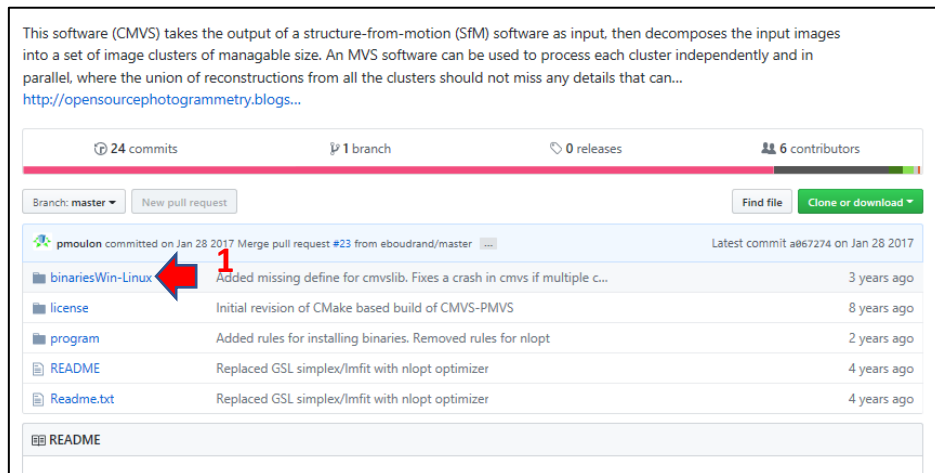 This software (CMVS) takes the output of a structure-from-motion (SfM) software as input, then decomposes the input images
into a set of image clusters of managable size. An MVS software can be used to process each cluster independently and in
parallel, where the union of reconstructions from all the clusters should not miss any details that can...
http://opensourcephotogrammetry.blogs...
24 commits 1 branch 0 releases 6 contributors
Branch: master New pull request Find file Clone or download
pmoulon committed on Jan 28 2017 Merge pull request #23 from eboudrand/master ... Latest commit a067274 on Jan 28 2017
1
binariesWin-Linux Added missing define for cmvslib. Fixes a crash in cmvs if multiple c... 3 years ago
license Initial revision of CMake based build of CMVS-PMVS 8 years ago
program Added rules for installing binaries. Removed rules for nlopt 2 years ago
README Replaced GSL simplex/lmfit with nlopt optimizer 4 years ago
Readme.txt Replaced GSL simplex/lmfit with nlopt optimizer 4 years ago
README